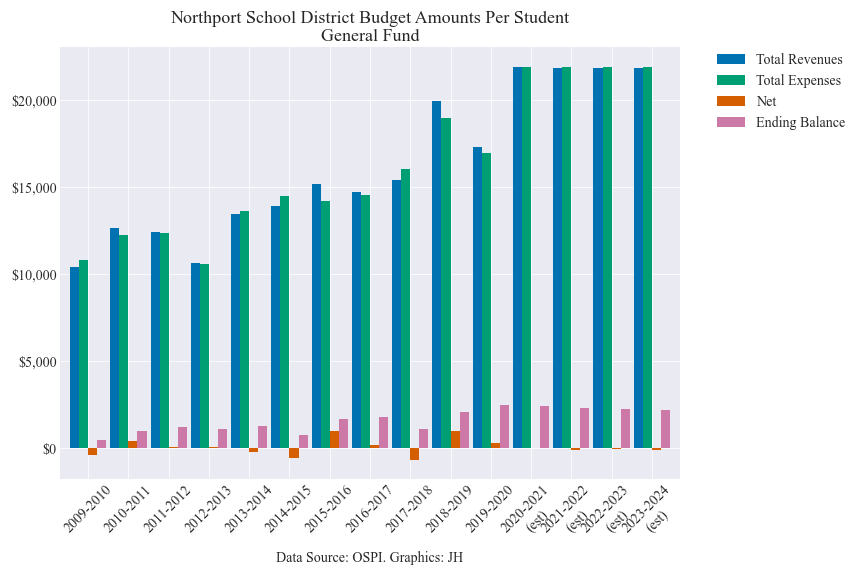 Northport School District Budget Amounts Per Student
General Fund
Total Revenues
Total Expenses
Net
Ending Balance
$20,000
$15,000
$10,000
$5,000
$0
2009-2010
2010-2011
2011-2012
2012-2013
2013-2014
2014-2015
2015-2016
2016-2017
2017-2018
2018-2019
2019-2020
2020-2021
(est)
2021-2022
(est)
2022-2023
(est)
2023-2024
(est)
Data Source: OSPI. Graphics: JH